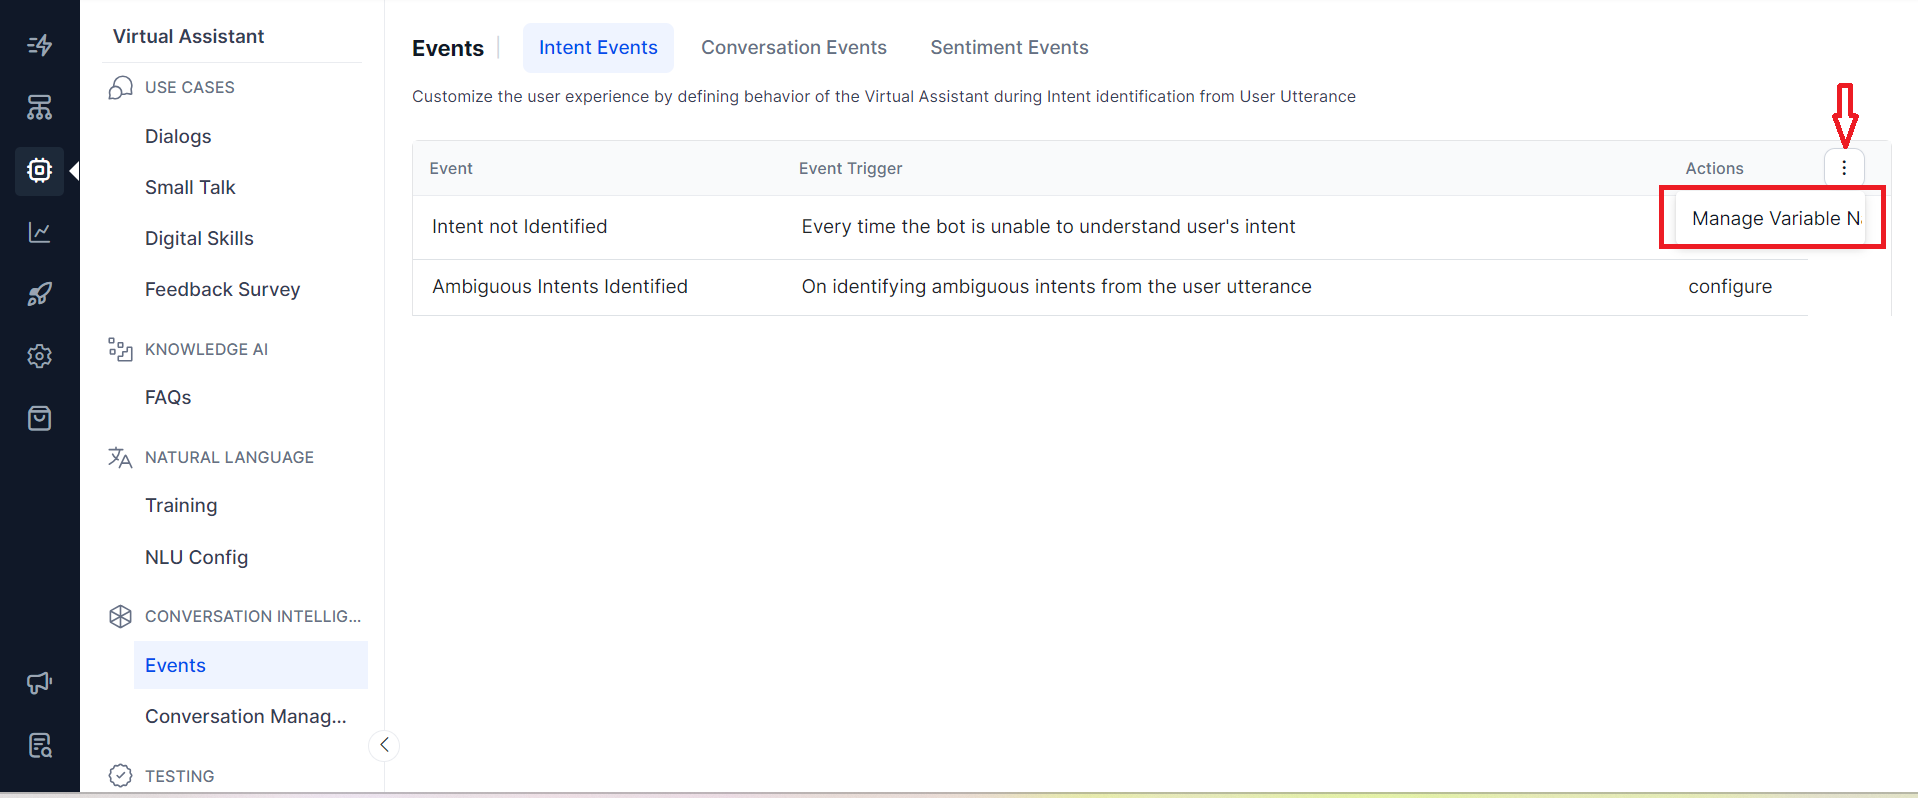 Virtual Assistant
USE CASES
Dialogs
Small Talk
Digital Skills
Feedback Survey
KNOWLEDGE AI
FAQs
NATURAL LANGUAGE
Training
NLU Config
CONVERSATION INTELLIG...
Events
Conversation Manag...
TESTING
Events Intent Events Conversation Events Sentiment Events
Customize the user experience by defining behavior of the Virtual Assistant during Intent identification from User Utterance
Event Event Trigger Actions
Intent not Identified Every time the bot is unable to understand user's intent Manage Variable N
Ambiguous Intents Identified On identifying ambiguous intents from the user utterance configure